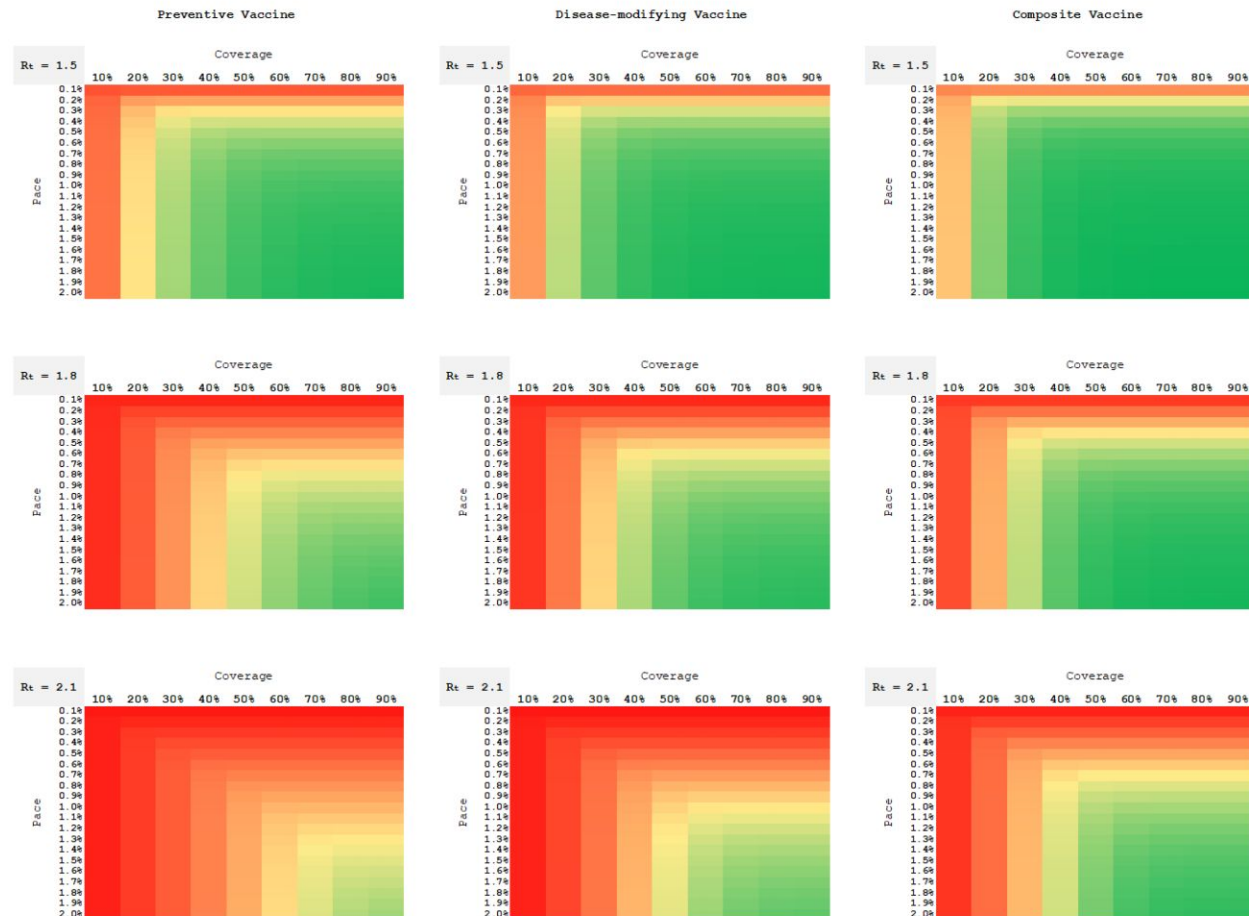 Preventive Vaccine Disease-modifying Vaccine Composite Vaccine
Coverage Coverage Coverage
Rt = 1.5 Rt = 1.5 Rt = 1.5
10% 20% 30% 40% 50% 60% 70% 80% 90% 10% 20% 30% 40% 50% 60% 70% 80% 90% 10% 20% 30% 40% 50% 60% 70% 80% 90%
0.1% 0.1% 0.1%
0.2% 0.2% 0.2%
0.3% 0.3% 0.3%
0.4% 0.4% 0.4%
0.5% 0.5% 0.5%
0.6% 0.6% 0.6%
0.7% 0.7% 0.7%
0.8% 0.8% 0.8%
0.9% 0.9% 0.9%
Pace Pace Pace
1.0% 1.0% 1.0%
1.1% 1.1% 1.1%
1.2% 1.2% 1.2%
1.3% 1.3% 1.3%
1.4% 1.4% 1.4%
1.5% 1.5% 1.5%
1.6% 1.6% 1.6%
1.7% 1.7% 1.7%
1.8% 1.8% 1.8%
1.9% 1.9% 1.9%
2.0% 2.0% 2.0%
Coverage Coverage Coverage
Rt = 1.8 Rt = 1.8 Rt = 1.8
10% 20% 30% 40% 50% 60% 70% 80% 90% 10% 20% 30% 40% 50% 60% 70% 80% 90% 10% 20% 30% 40% 50% 60% 70% 80% 90%
0.1% 0.1% 0.1%
0.2% 0.2% 0.2%
0.3% 0.3% 0.3%
0.4% 0.4% 0.4%
0.5% 0.5% 0.5%
0.6% 0.6% 0.6%
0.7% 0.7% 0.7%
0.8% 0.8% 0.8%
0.9% 0.9% 0.9%
Pace Pace Pace
1.0% 1.0% 1.0%
1.1% 1.1% 1.1%
1.2% 1.2% 1.2%
1.3% 1.3% 1.3%
1.4% 1.4% 1.4%
1.5% 1.5% 1.5%
1.6% 1.6% 1.6%
1.7% 1.7% 1.7%
1.8% 1.8% 1.8%
1.9% 1.9% 1.9%
2.0% 2.0% 2.0%
Coverage Coverage Coverage
Rt = 2.1 Rt = 2.1 Rt = 2.1
10% 20% 30% 40% 50% 60% 70% 80% 90% 10% 20% 30% 40% 50% 60% 70% 80% 90% 10% 20% 30% 40% 50% 60% 70% 80% 90%
0.1% 0.1% 0.1%
0.2% 0.2% 0.2%
0.3% 0.3% 0.3%
0.4% 0.4% 0.4%
0.5% 0.5% 0.5%
0.6% 0.6% 0.6%
0.7% 0.7% 0.7%
0.8% 0.8% 0.8%
0.9% 0.9% 0.9%
Pace Pace Pace
1.0% 1.0% 1.0%
1.1% 1.1% 1.1%
1.2% 1.2% 1.2%
1.3% 1.3% 1.3%
1.4% 1.4% 1.4%
1.5% 1.5% 1.5%
1.6% 1.6% 1.6%
1.7% 1.7% 1.7%
1.8% 1.8% 1.8%
1.9% 1.9% 1.9%
2.0% 2.0% 2.0%